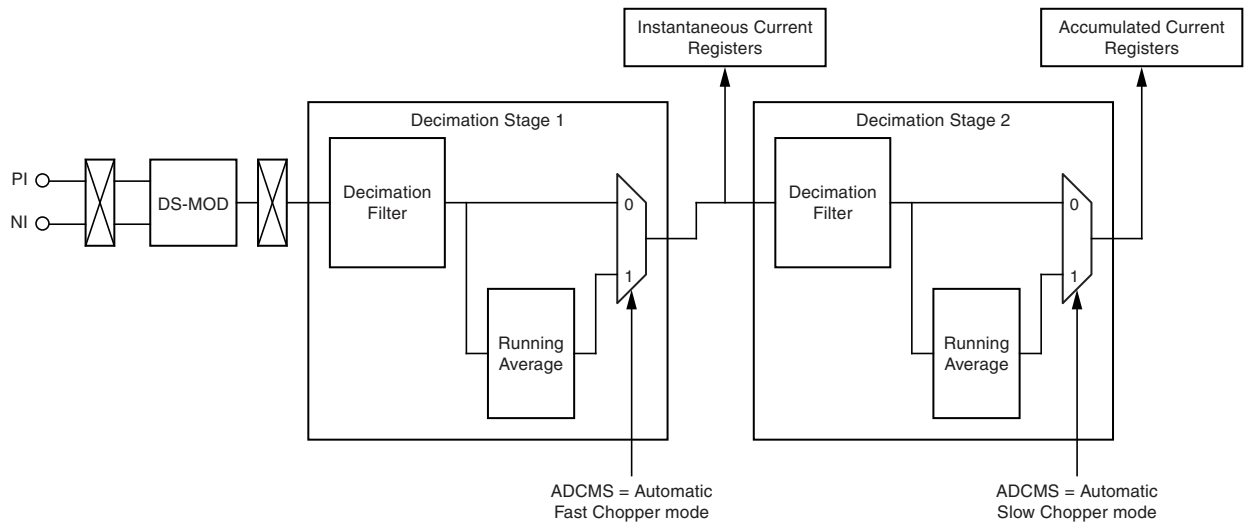 Instantaneous Current
Registers
Accumulated Current
Registers
Decimation Stage 1
Decimation Stage 2
PI
NI
DS-MOD
Decimation
Filter
0
1
Running
Average
Decimation
Filter
0
1
Running
Average
ADCMS = Automatic
Fast Chopper mode
ADCMS = Automatic
Slow Chopper mode